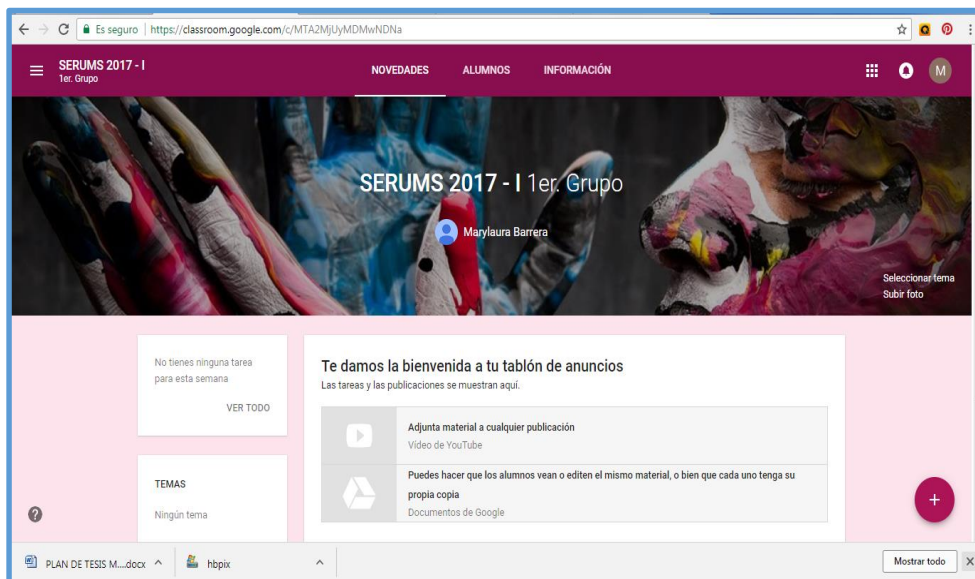 Es seguro | https://classroom.google.com/c/MTA2MjUyMDMwNDNa
SERUMS 2017 - I
1er. Grupo
NOVEDADES ALUMNOS INFORMACIÓN
M
SERUMS 2017 - I 1er. Grupo
Marylaura Barrera
Seleccionar tema
Subir foto
No tienes ninguna tarea
para esta semana
VER TODO
TEMAS
Ningún tema
Te damos la bienvenida a tu tablón de anuncios
Las tareas y las publicaciones se muestran aquí.
Adjunta material a cualquier publicación
Vídeo de YouTube
Puedes hacer que los alumnos vean o editen el mismo material, o bien que cada uno tenga su
propia copia
Documentos de Google
PLAN DE TESIS M....docx
hbpix
Mostrar todo